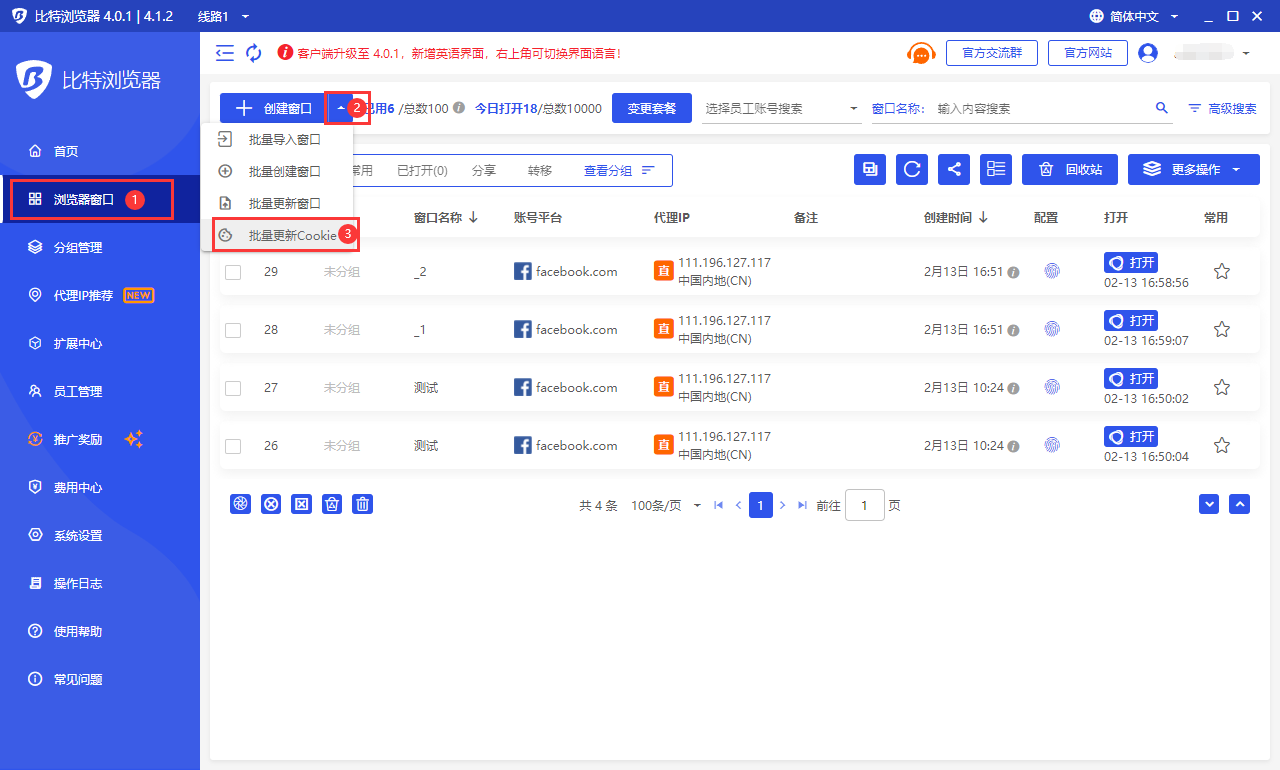 比特浏览器 4.0.1 | 4.1.2 线路1 简体中文
客户端升级至 4.0.1，新增英语界面，右上角可切换界面语言！ 官方交流群 官方网站
比特浏览器
首页
浏览器窗口 1
分组管理
代理IP推荐 NEW
扩展中心
员工管理
推广奖励
费用中心
系统设置
操作日志
使用帮助
常见问题
创建窗口 2 已用6 /总数100 今日打开18/总数10000 变更套餐 选择员工账号搜索 窗口名称: 输入内容搜索 高级搜索
批量导入窗口
批量创建窗口
批量更新窗口
批量更新Cookie 3
常用 已打开(0) 分享 转移 查看分组 回收站 更多操作
窗口名称 账号平台 代理IP 备注 创建时间 配置 打开 常用
29 未分组 _2 facebook.com 直 111.196.127.117 中国内地(CN) 2月13日 16:51 打开 02-13 16:58:56
28 未分组 _1 facebook.com 直 111.196.127.117 中国内地(CN) 2月13日 16:51 打开 02-13 16:59:07
27 未分组 测试 facebook.com 直 111.196.127.117 中国内地(CN) 2月13日 10:24 打开 02-13 16:50:02
26 未分组 测试 facebook.com 直 111.196.127.117 中国内地(CN) 2月13日 10:24 打开 02-13 16:50:04
共 4 条 100条/页 1 前往 1 页